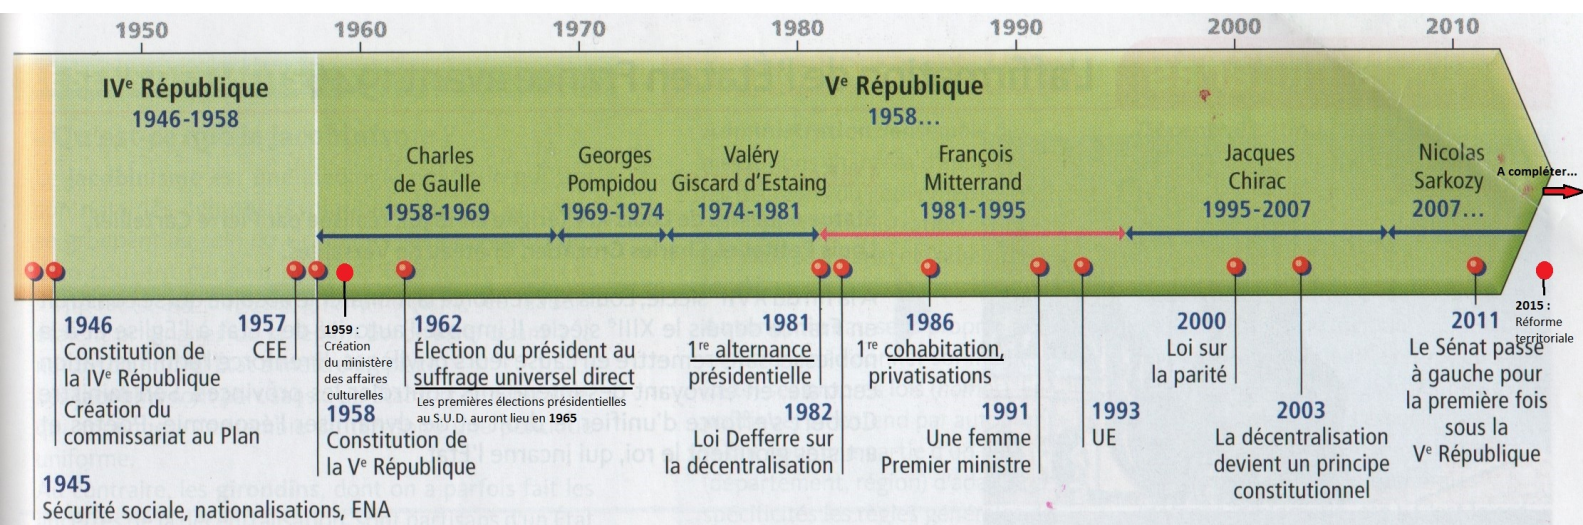 1950 1960 1970 1980 1990 2000 2010
IVe République
1946-1958
Ve République
1958...
Charles
de Gaulle
1958-1969
Georges
Pompidou
1969-1974
Valéry
Giscard d'Estaing
1974-1981
François
Mitterrand
1981-1995
Jacques
Chirac
1995-2007
Nicolas
Sarkozy
2007...
A compléter...
1946
Constitution de
la IVe République
Création du
commissariat au Plan
1945
Sécurité sociale, nationalisations, ENA
1957
CEE
1959 :
Création
du ministère
des affaires
culturelles
1958
Constitution de
la Ve République
1962
Élection du président au
suffrage universel direct
Les 1ères élections présidentielles
au S.U.D. auront lieu en 1965
1981
1re alternance
présidentielle
1982
Loi Defferre sur
la décentralisation
1986
1re cohabitation,
privatisations
1991
Une femme
Premier ministre
1993
UE
2000
Loi sur
la parité
2003
La décentralisation
devient un principe
constitutionnel
2011
Le Sénat passe
à gauche pour
la première fois
sous la
Ve République
2015 :
Réforme
territoriale